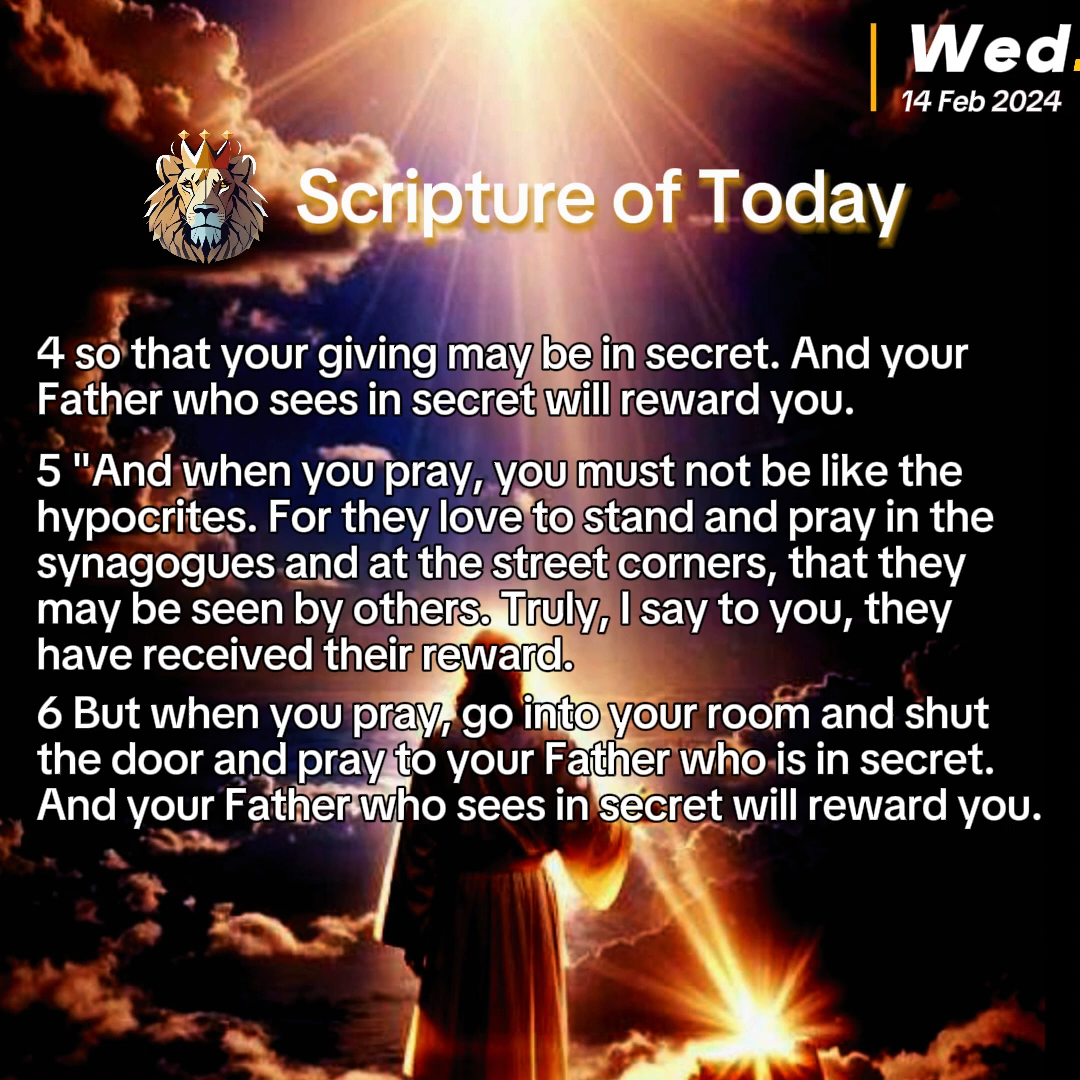 Wed.
14 Feb 2024
Scripture of Today
4 so that your giving may be in secret. And your
Father who sees in secret will reward you.
5 "And when you pray, you must not be like the
hypocrites. For they love to stand and pray in the
synagogues and at the street corners, that they
may be seen by others. Truly, I say to you, they
have received their reward.
6 But when you pray, go into your room and shut
the door and pray to your Father who is in secret.
And your Father who sees in secret will reward you.